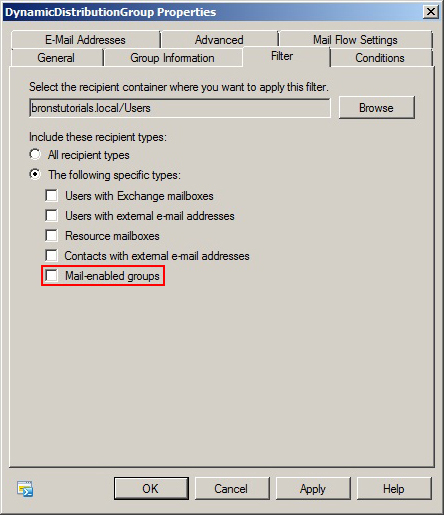 DynamicDistributionGroup Properties
E-Mail Addresses Advanced Mail Flow Settings
General Group Information Filter Conditions
Select the recipient container where you want to apply this filter.
bronstutorials.local/Users Browse
Include these recipient types:
All recipient types
The following specific types:
Users with Exchange mailboxes
Users with external e-mail addresses
Resource mailboxes
Contacts with external e-mail addresses
Mail-enabled groups
OK Cancel Apply Help